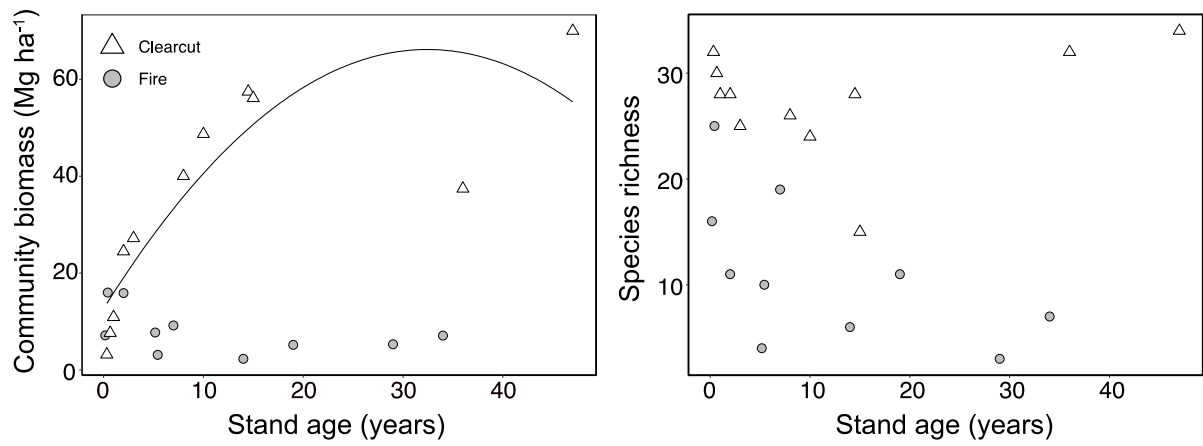 Community biomass (Mg ha⁻¹)
Clearcut
Fire
60
40
20
0
0 10 20 30 40
Stand age (years)
Species richness
30
20
10
0 10 20 30 40
Stand age (years)